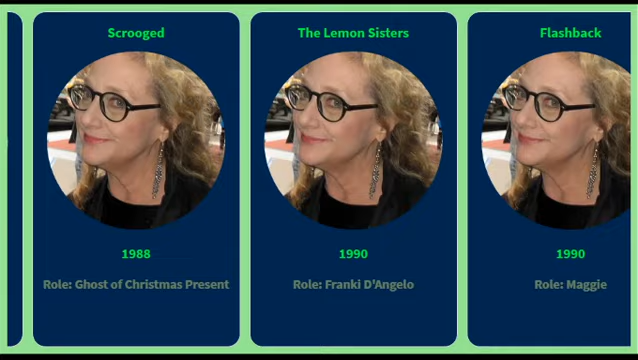 Scrooged
1988
Role: Ghost of Christmas Present
The Lemon Sisters
1990
Role: Franki D'Angelo
Flashback
1990
Role: Maggie